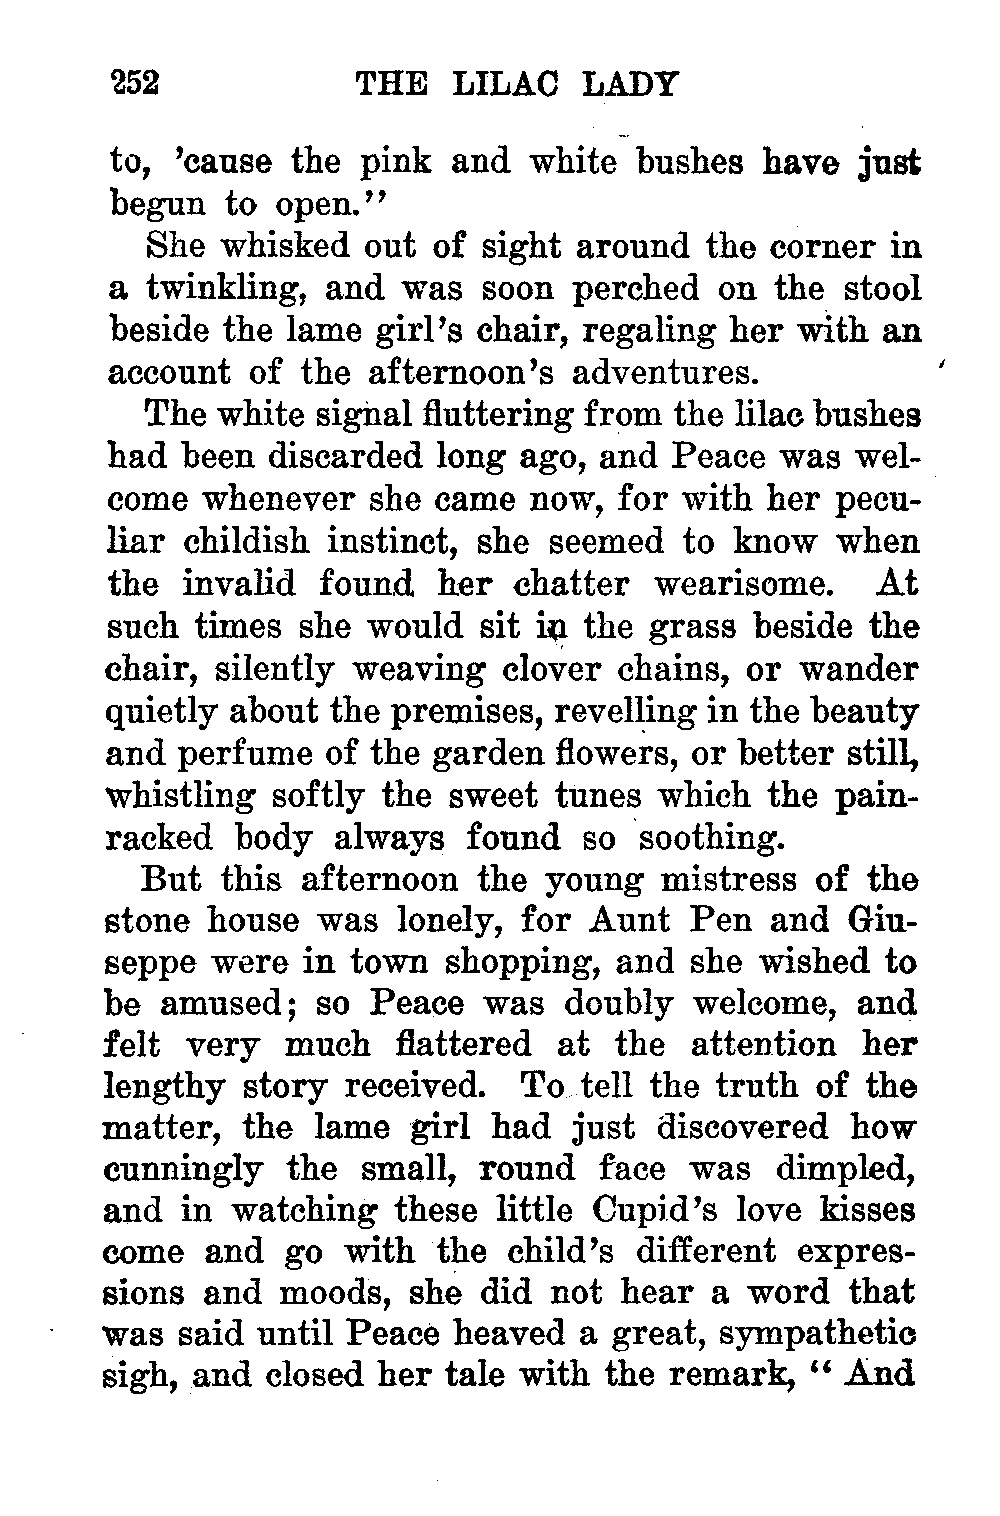 252 THE LILAC LADY
to, 'cause the pink and white bushes have just
begun to open."
She whisked out of sight around the corner in
a twinkling, and was soon perched on the stool
beside the lame girl's chair, regaling her with an
account of the afternoon's adventures.
The white signal fluttering from the lilac bushes
had been discarded long ago, and Peace was wel-
come whenever she came now, for with her pecu-
liar childish instinct, she seemed to know when
the invalid found her chatter wearisome. At
such times she would sit in the grass beside the
chair, silently weaving clover chains, or wander
quietly about the premises, revelling in the beauty
and perfume of the garden flowers, or better still,
whistling softly the sweet tunes which the pain-
racked body always found so soothing.
But this afternoon the young mistress of the
stone house was lonely, for Aunt Pen and Giu-
seppe were in town shopping, and she wished to
be amused; so Peace was doubly welcome, and
felt very much flattered at the attention her
lengthy story received. To tell the truth of the
matter, the lame girl had just discovered how
cunningly the small, round face was dimpled,
and in watching these little Cupid's love kisses
come and go with the child's different expres-
sions and moods, she did not hear a word that
was said until Peace heaved a great, sympathetic
sigh, and closed her tale with the remark, " And